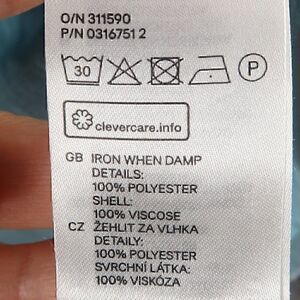 O/N 311590
P/N 0316751 2
30
P
clevercare.info
GB IRON WHEN DAMP
DETAILS:
100% POLYESTER
SHELL:
100% VISCOSE
CZ ŽEHLIT ZA VLHKA
DETAILY:
100% POLYESTER
SVRCHNÍ LÁTKA:
100% VISKÓZA